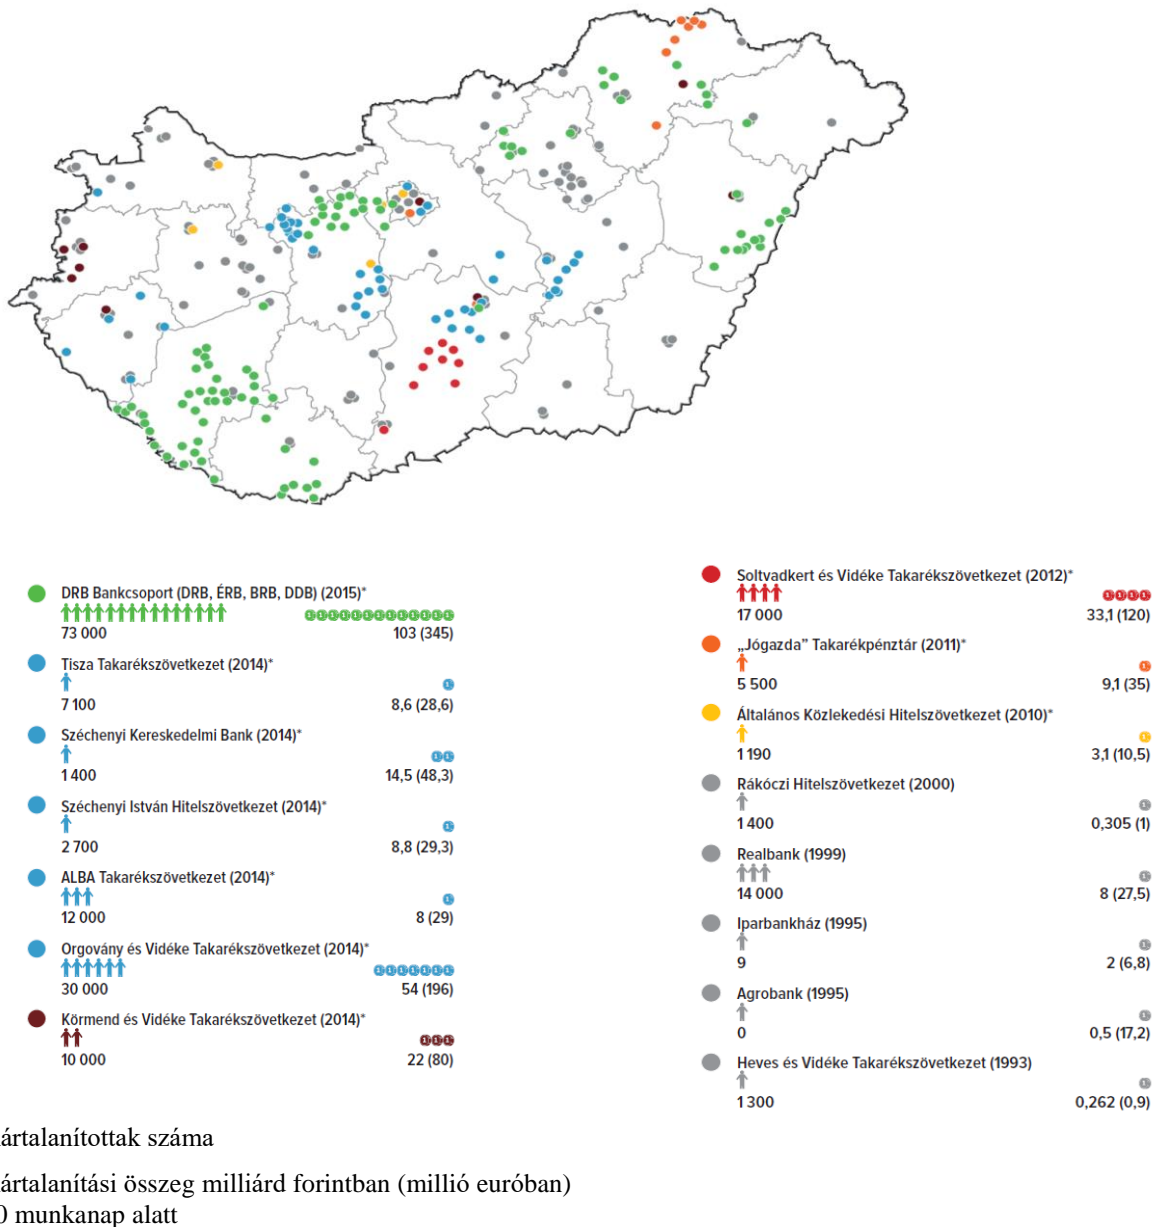 DRB Bankcsoport (DRB, ÉRB, BRB, DDB) (2015)*
73 000 103 (345)
Tisza Takarékszövetkezet (2014)*
7 100 8,6 (28,6)
Széchenyi Kereskedelmi Bank (2014)*
1 400 14,5 (48,3)
Széchenyi István Hitelszövetkezet (2014)*
2 700 8,8 (29,3)
ALBA Takarékszövetkezet (2014)*
12 000 8 (29)
Orgovány és Vidéke Takarékszövetkezet (2014)*
30 000 54 (196)
Körmend és Vidéke Takarékszövetkezet (2014)*
10 000 22 (80)
Soltvadkert és Vidéke Takarékszövetkezet (2012)*
17 000 33,1 (120)
„Jógazda” Takarékpénztár (2011)*
5 500 9,1 (35)
Általános Közlekedési Hitelszövetkezet (2010)*
1 190 3,1 (10,5)
Rákóczi Hitelszövetkezet (2000)
1 400 0,305 (1)
Realbank (1999)
14 000 8 (27,5)
Iparbankház (1995)
9 2 (6,8)
Agrobank (1995)
0 0,5 (17,2)
Heves és Vidéke Takarékszövetkezet (1993)
1 300 0,262 (0,9)
ártalanítottak száma
ártalanítási összeg milliárd forintban (millió euróban)
0 munkanap alatt